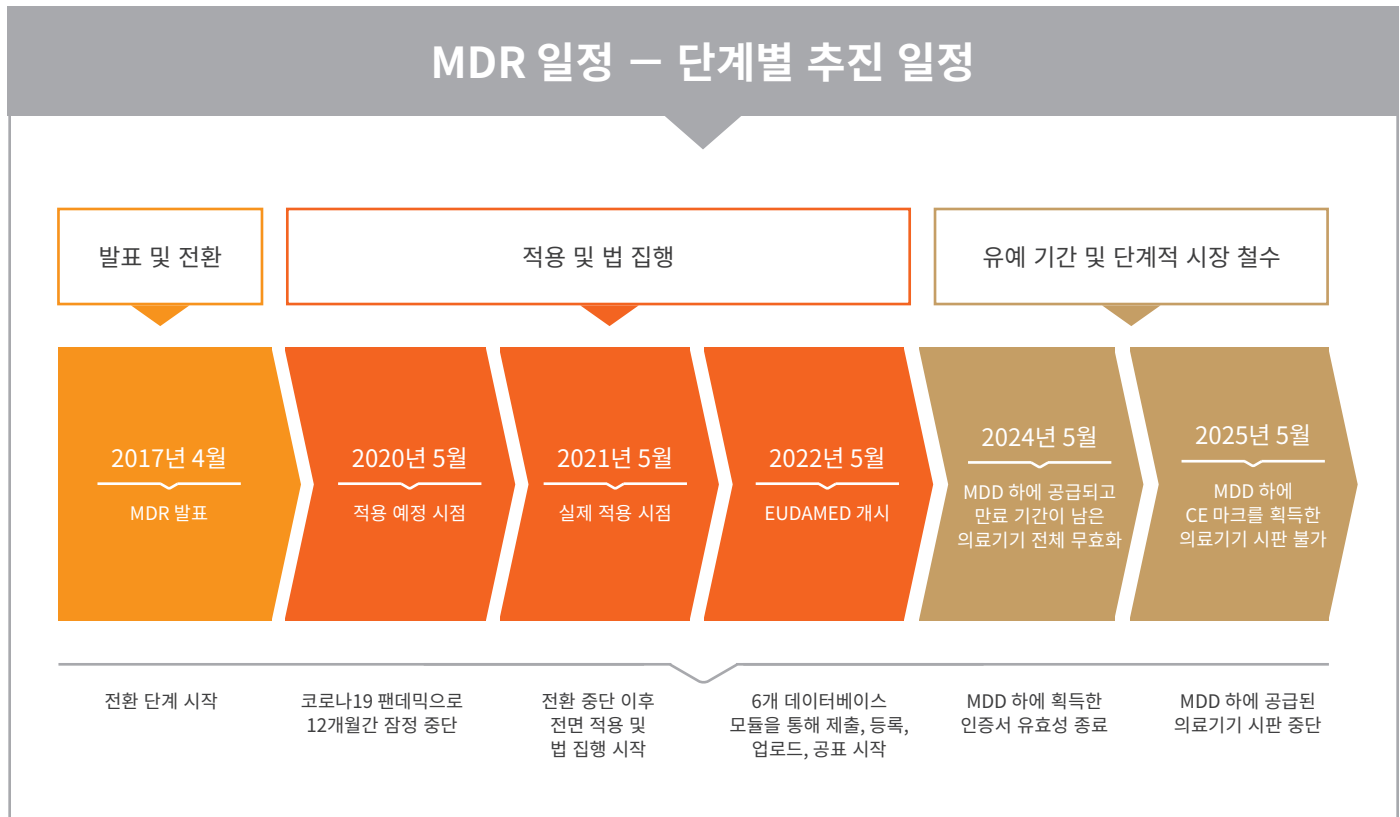 MDR 일정 – 단계별 추진 일정
발표 및 전환
적용 및 법 집행
유예 기간 및 단계적 시장 철수
2017년 4월
MDR 발표
2020년 5월
적용 예정 시점
2021년 5월
실제 적용 시점
2022년 5월
EUDAMED 개시
2024년 5월
MDD 하에 공급되고
만료 기간이 남은
의료기기 전체 무효화
2025년 5월
MDD 하에
CE 마크를 획득한
의료기기 시판 불가
전환 단계 시작
코로나19 팬데믹으로
12개월간 잠정 중단
전환 중단 이후
전면 적용 및
법 집행 시작
6개 데이터베이스
모듈을 통해 제출, 등록,
업로드, 공표 시작
MDD 하에 획득한
인증서 유효성 종료
MDD 하에 공급된
의료기기 시판 중단